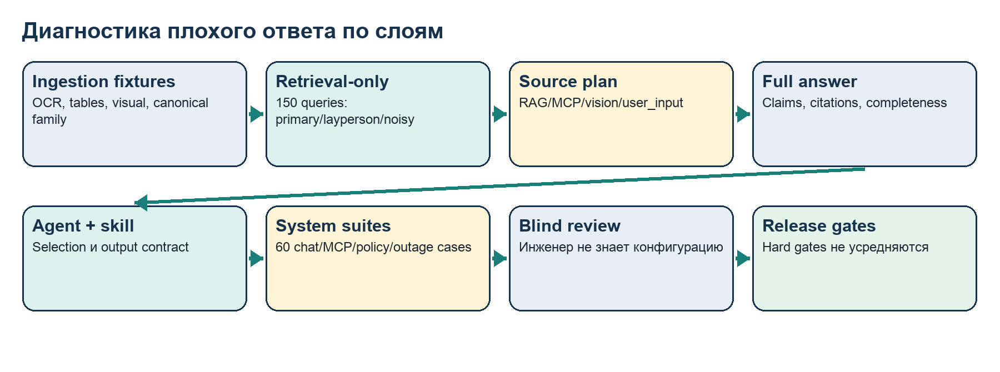 Диагностика плохого ответа по слоям
Ingestion fixtures
OCR, tables, visual, canonical
family
Retrieval-only
150 queries:
primary/layperson/noisy
Source plan
RAG/MCP/vision/user_input
Full answer
Claims, citations, completeness
Agent + skill
Selection и output contract
System suites
60 chat/MCP/policy/outage cases
Blind review
Инженер не знает конфигурацию
Release gates
Hard gates не усредняются